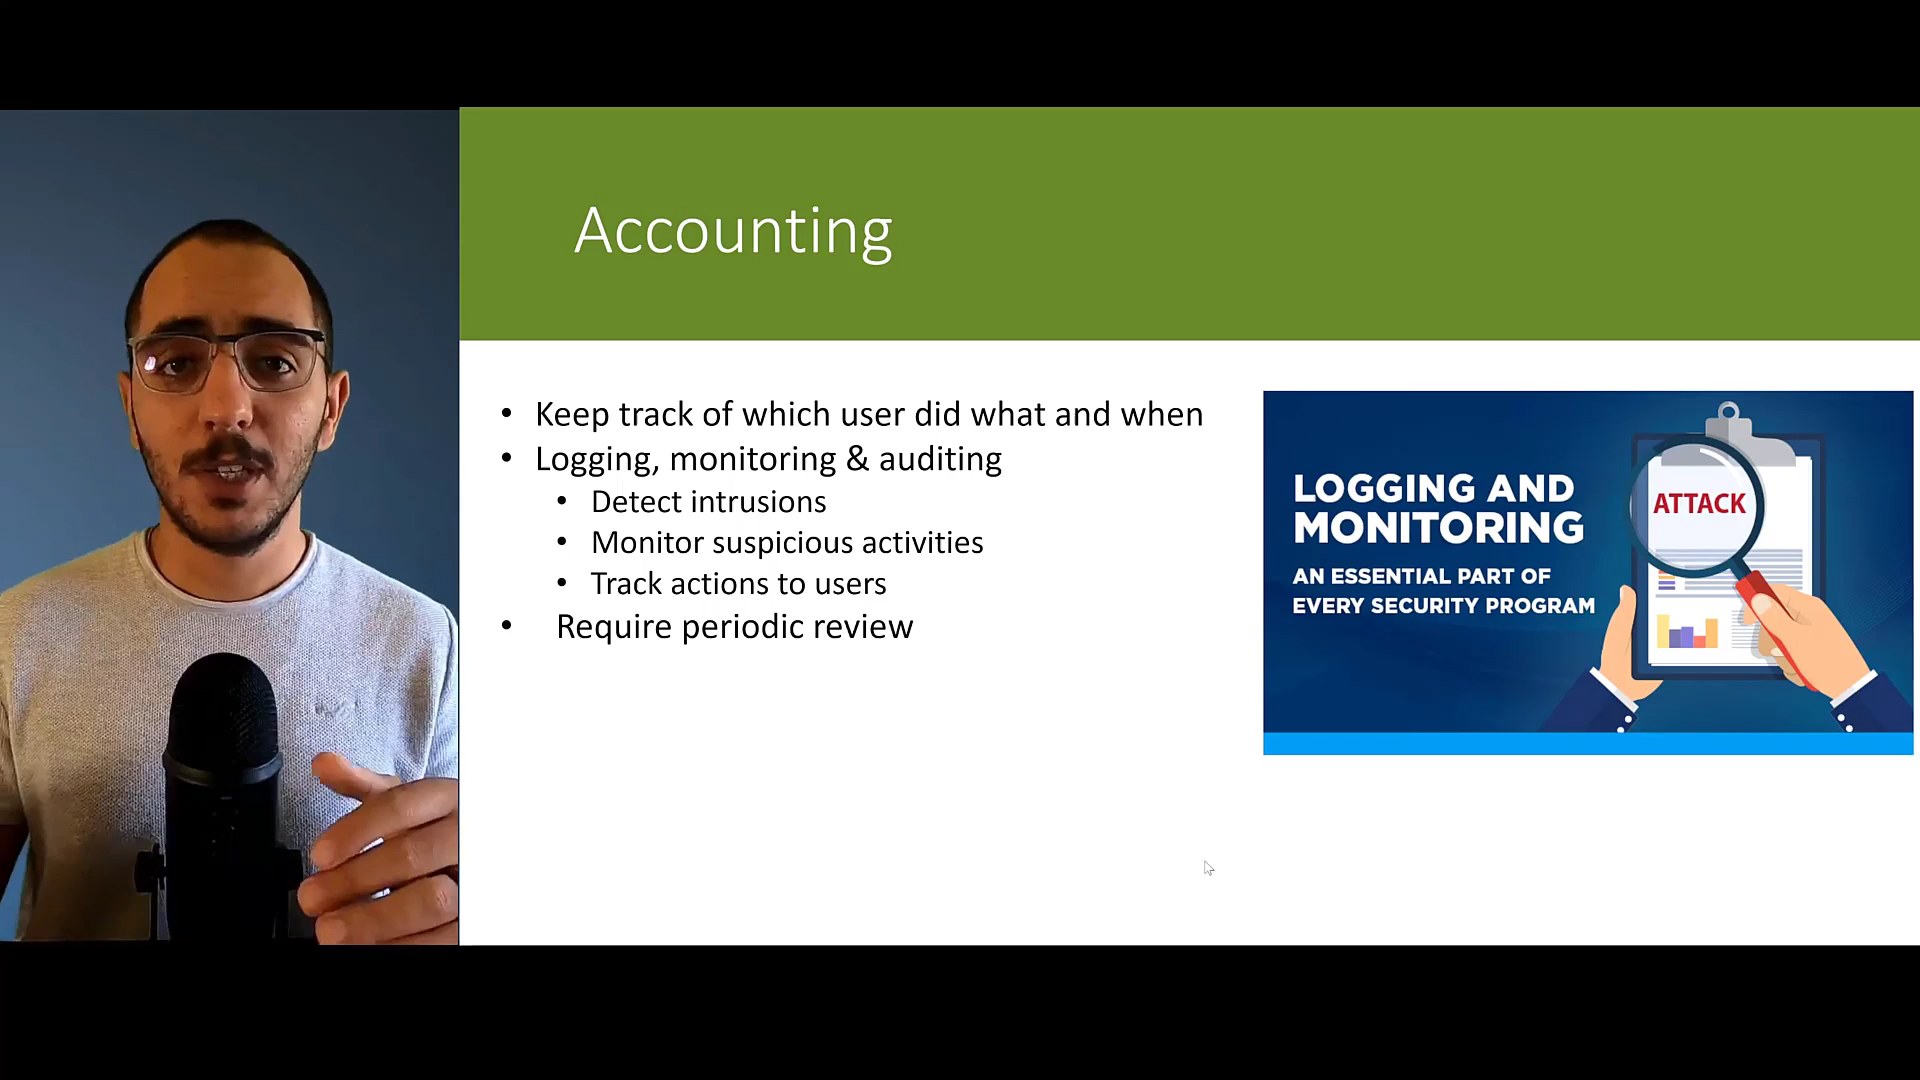 Accounting
• Keep track of which user did what and when
• Logging, monitoring & auditing
• Detect intrusions
• Monitor suspicious activities
• Track actions to users
• Require periodic review
LOGGING AND
MONITORING
AN ESSENTIAL PART OF
EVERY SECURITY PROGRAM
ATTACK